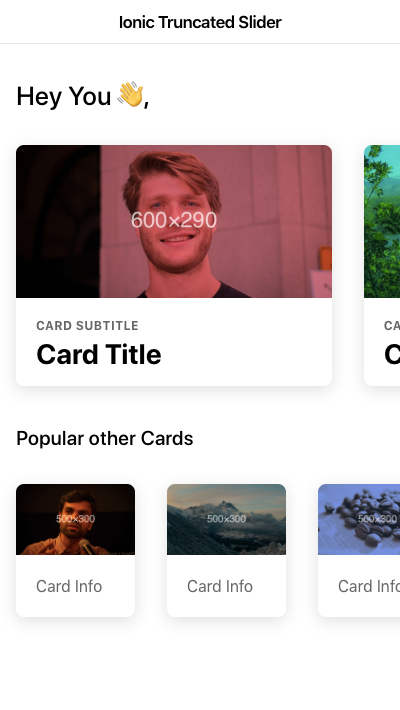 Ionic Truncated Slider
Hey You 👋,
600×290
CARD SUBTITLE
Card Title
CA
C
Popular other Cards
500×300
500×300
500×300
Card Info
Card Info
Card Info